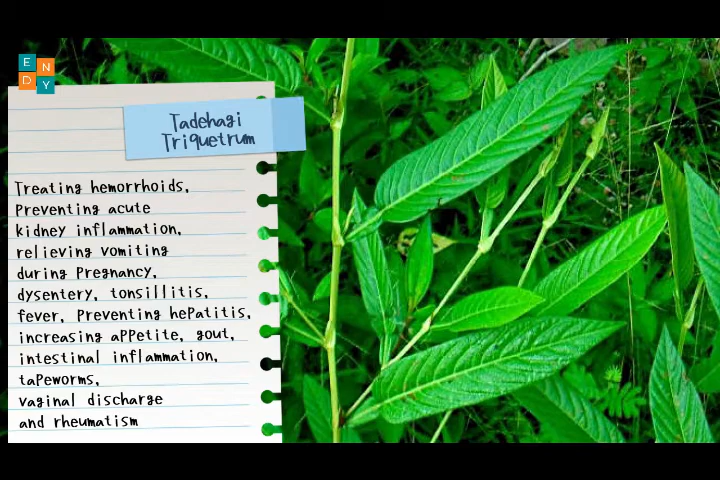 E N
D Y
Tadehagi
Triquetrum
Treating hemorrhoids,
Preventing acute
kidney inflammation,
relieving vomiting
during Pregnancy,
dysentery, tonsillitis,
fever, Preventing hePatitis,
increasing aPPetite, gout,
intestinal inflammation,
taPeworms,
vaginal discharge
and rheumatism